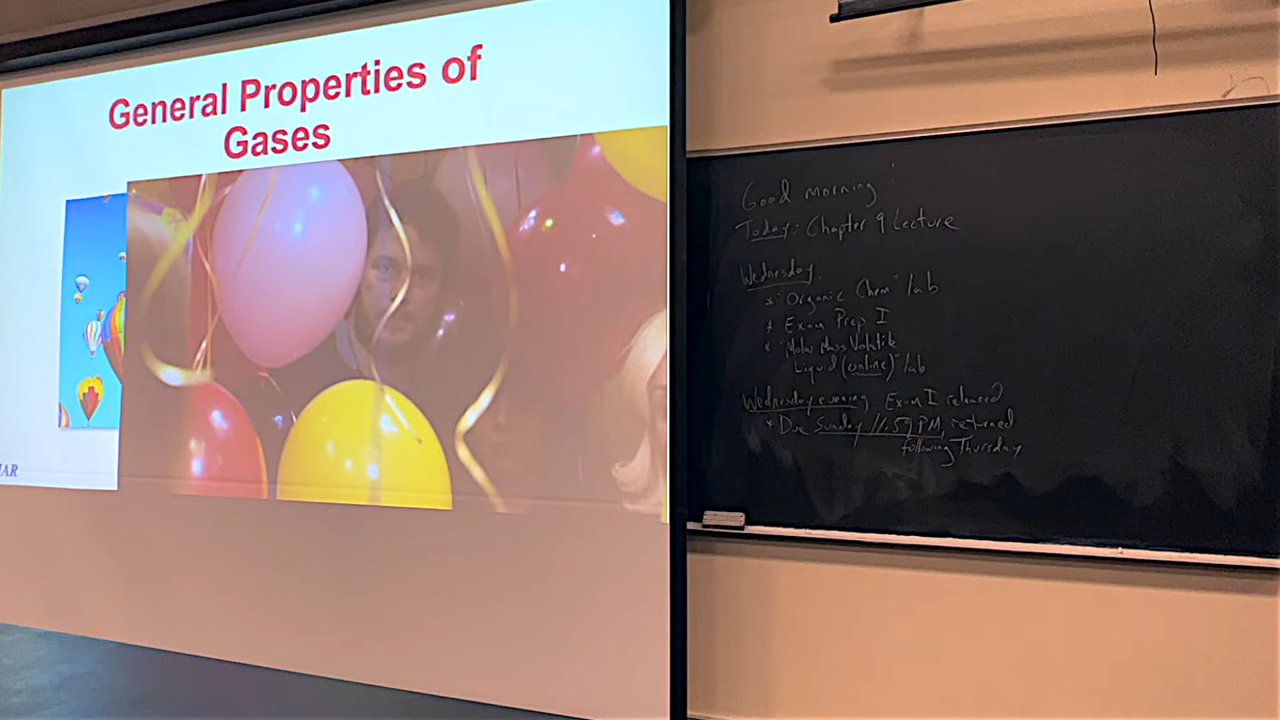 General Properties of
Gases
AR
Good morning
Today: Chapter 9 Lecture
Wednesday
* "Organic Chem" lab
* Exam Prep I
* "Molar Mass Volatile
Liquid (online)" lab
Wednesday evening Exam I released
* Due Sunday 11:59 PM, returned
following Thursday